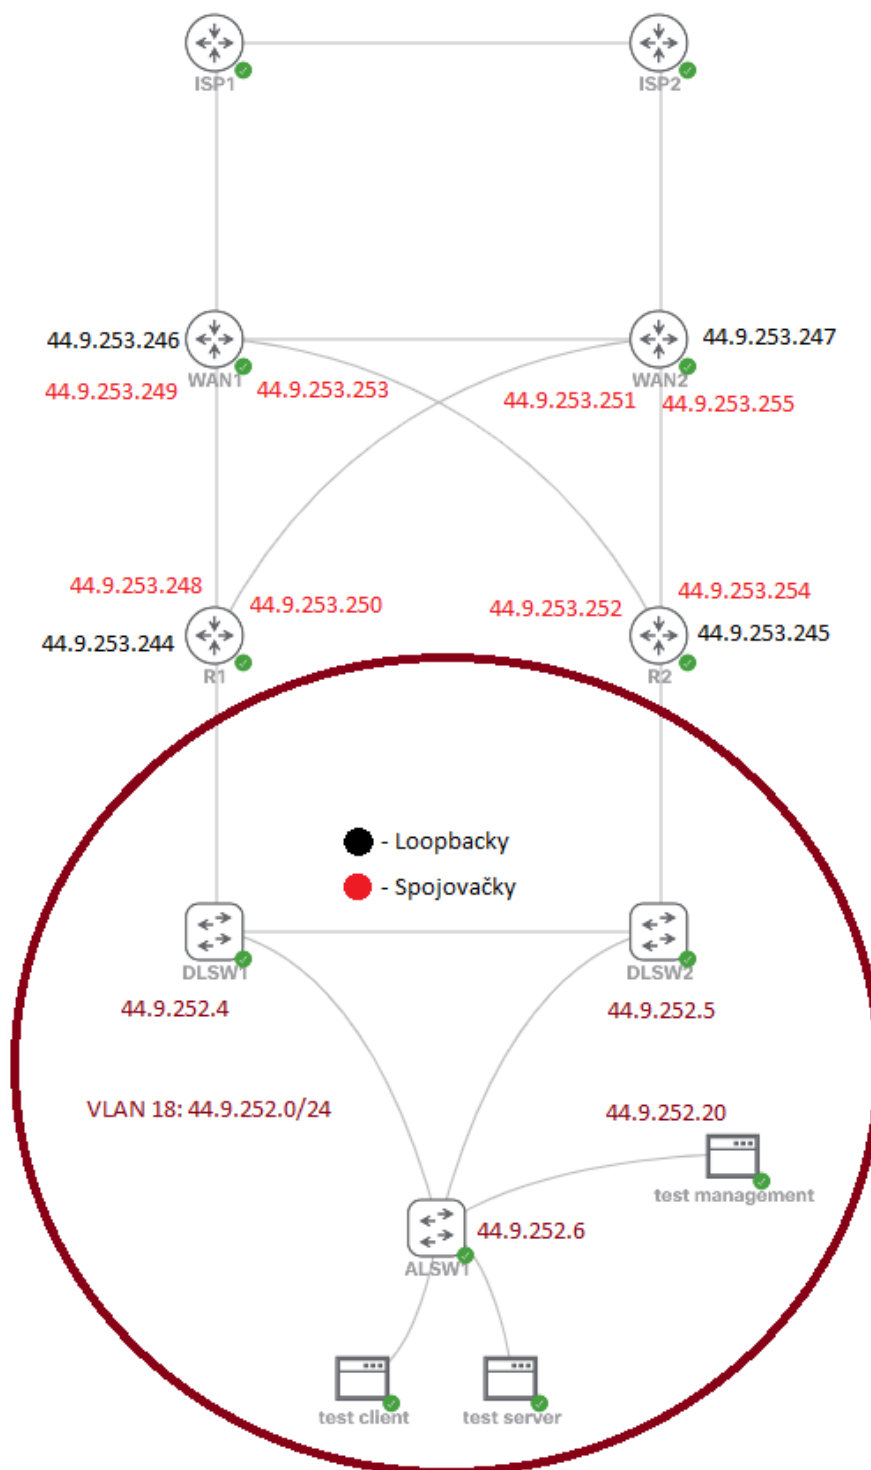 ISP1
ISP2
44.9.253.246
44.9.253.247
WAN1
WAN2
44.9.253.249
44.9.253.253
44.9.253.251
44.9.253.255
44.9.253.248
44.9.253.250
44.9.253.252
44.9.253.254
44.9.253.244
44.9.253.245
R1
R2
- Loopbacky
- Spojovačky
DLSW1
DLSW2
44.9.252.4
44.9.252.5
VLAN 18: 44.9.252.0/24
44.9.252.20
test management
44.9.252.6
ALSW1
test client
test server